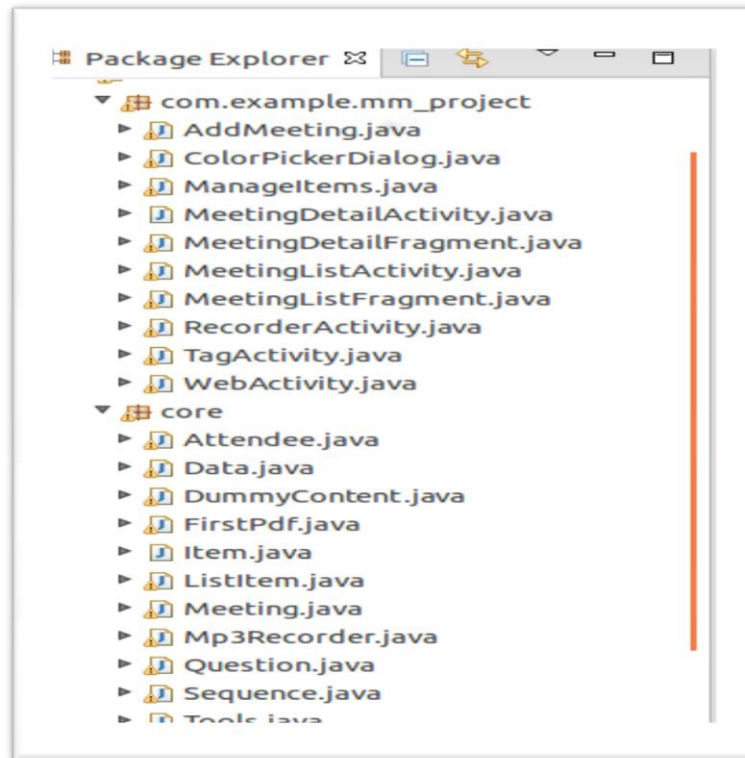 Package Explorer
com.example.mm_project
AddMeeting.java
ColorPickerDialog.java
ManageItems.java
MeetingDetailActivity.java
MeetingDetailFragment.java
MeetingListActivity.java
MeetingListFragment.java
RecorderActivity.java
TagActivity.java
WebActivity.java
core
Attendee.java
Data.java
DummyContent.java
FirstPdf.java
Item.java
ListItem.java
Meeting.java
Mp3Recorder.java
Question.java
Sequence.java
Tools.java